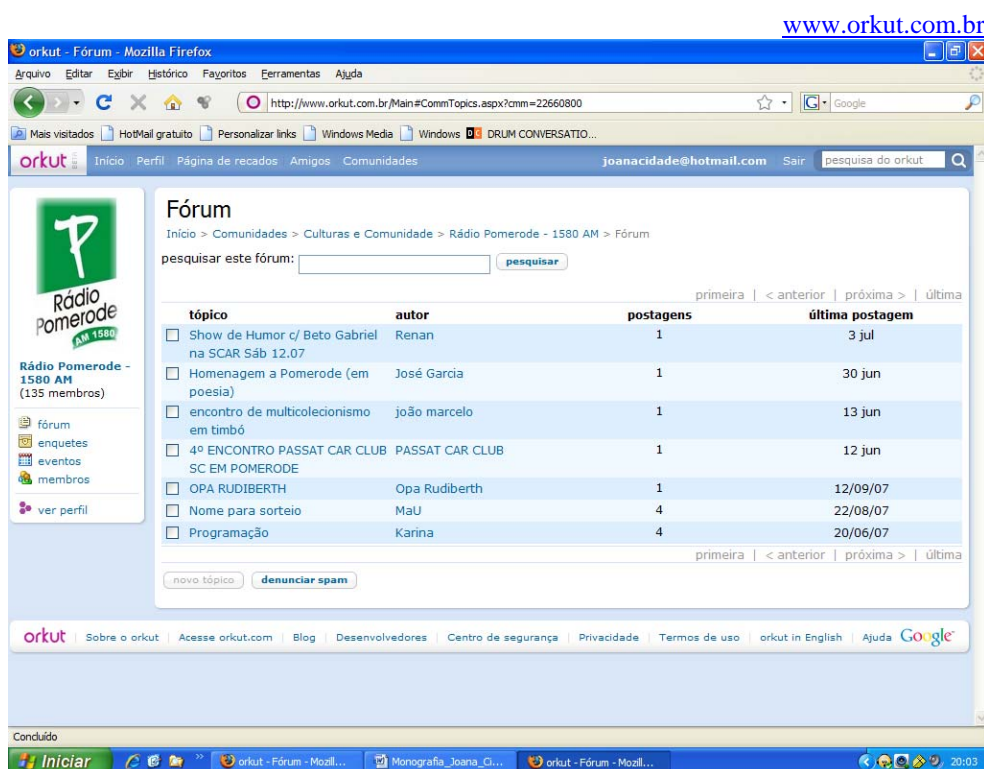 www.orkut.com.br
orkut - Fórum - Mozilla Firefox
Arquivo Editar Exibir Histórico Favoritos Ferramentas Ajuda
http://www.orkut.com.br/Main#CommTopics.aspx?cmm=22660800
G Google
Mais visitados HotMail gratuito Personalizar links Windows Media Windows DRUM CONVERSATIO...
orkut Início Perfil Página de recados Amigos Comunidades joanacidade@hotmail.com Sair pesquisa do orkut
Rádio
Pomerode
AM 1580
Rádio Pomerode -
1580 AM
(135 membros)
fórum
enquetes
eventos
membros
ver perfil
Fórum
Início > Comunidades > Culturas e Comunidade > Rádio Pomerode - 1580 AM > Fórum
pesquisar este fórum: pesquisar
primeira | < anterior | próxima > | última
tópico autor postagens última postagem
Show de Humor c/ Beto Gabriel Renan 1 3 jul
na SCAR Sáb 12.07
Homenagem a Pomerode (em José Garcia 1 30 jun
poesia)
encontro de multicolecionismo joão marcelo 1 13 jun
em timbó
4º ENCONTRO PASSAT CAR CLUB PASSAT CAR CLUB 1 12 jun
SC EM POMERODE
OPA RUDIBERTH Opa Rudiberth 1 12/09/07
Nome para sorteio MaU 4 22/08/07
Programação Karina 4 20/06/07
primeira | < anterior | próxima > | última
novo tópico denunciar spam
orkut | Sobre o orkut | Acesse orkut.com | Blog | Desenvolvedores | Centro de segurança | Privacidade | Termos de uso | orkut in English | Ajuda Google
Concluído
Iniciar orkut - Fórum - Mozill... Monografia_Joana_Ci... orkut - Fórum - Mozill... 20:03